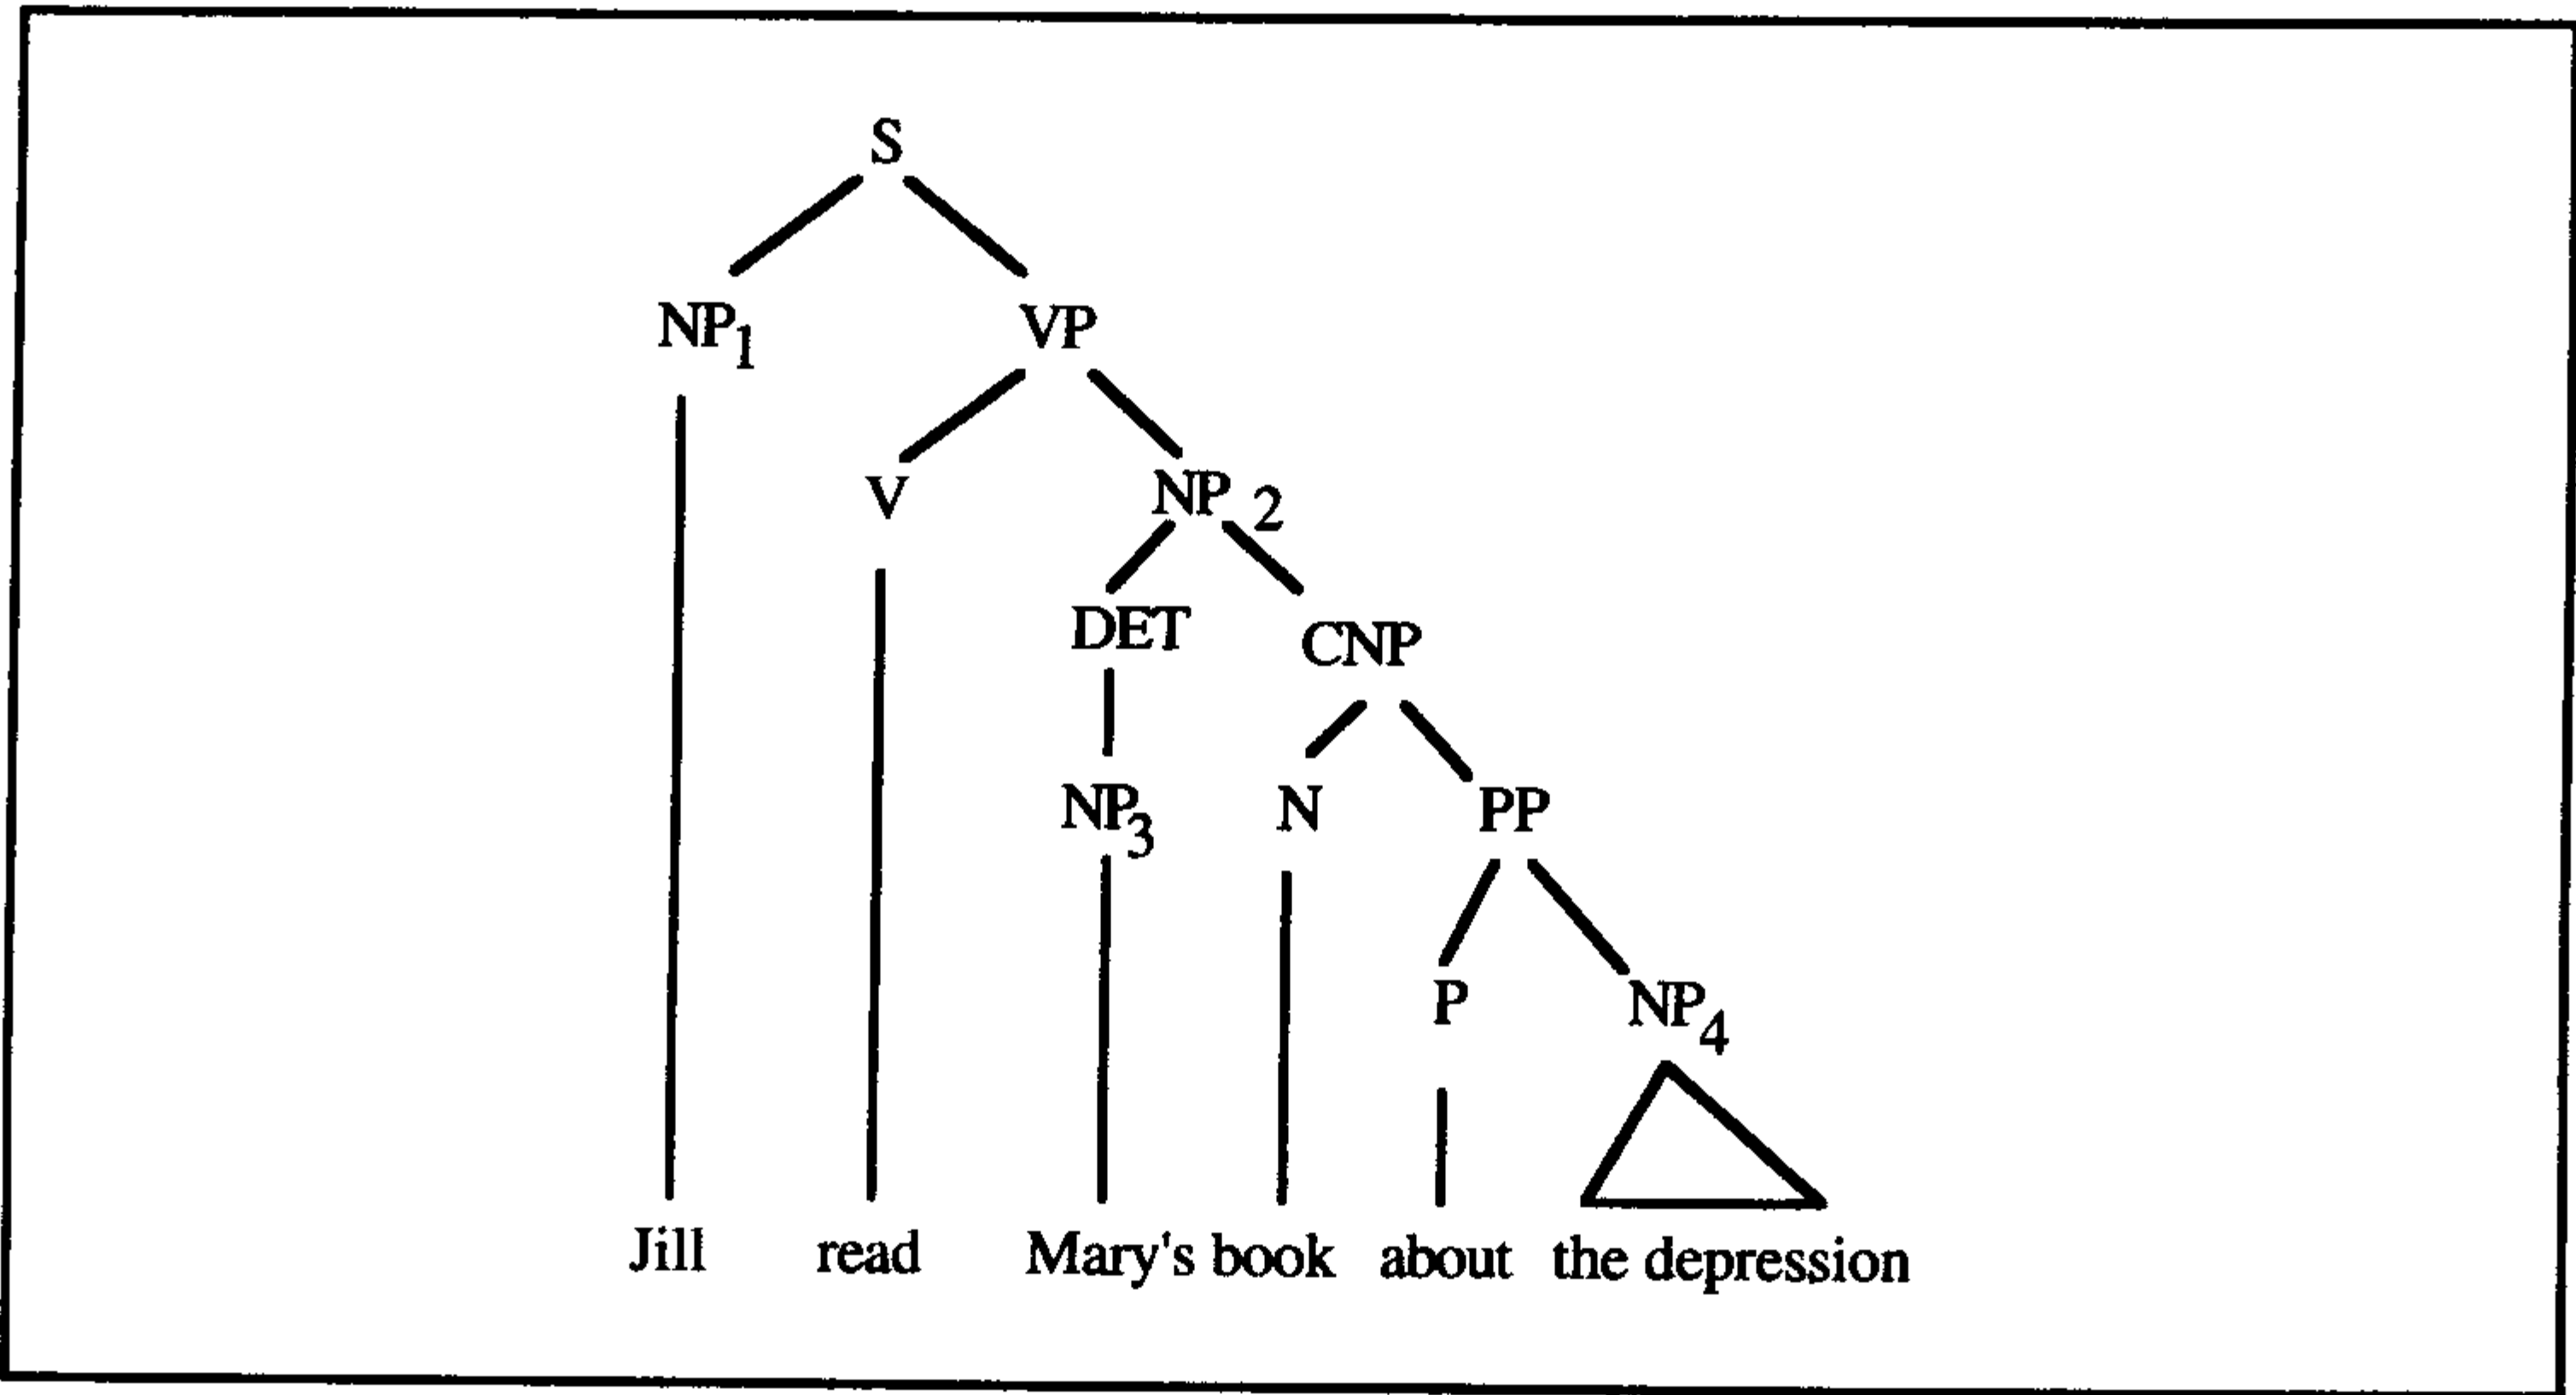 S
NP1 VP
V NP 2
DET CNP
NP3 N PP
P NP4
Jill read Mary's book about the depression